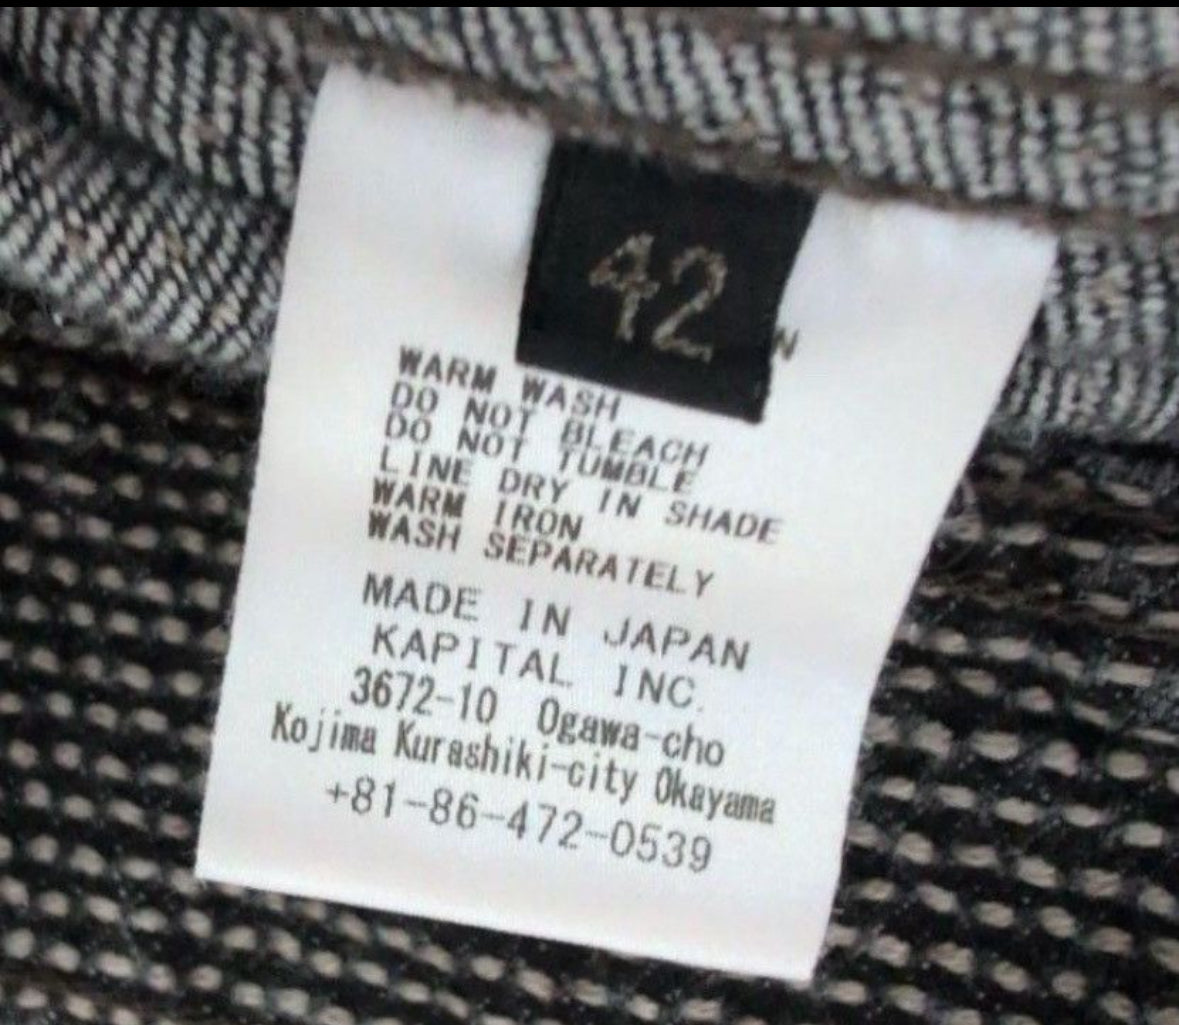 42
N
WARM WASH
DO NOT BLEACH
DO NOT TUMBLE
LINE DRY IN SHADE
WARM IRON
WASH SEPARATELY
MADE IN JAPAN
KAPITAL INC.
3672-10 Ogawa-cho
Kojima Kurashiki-city Okayama
+81-86-472-0539